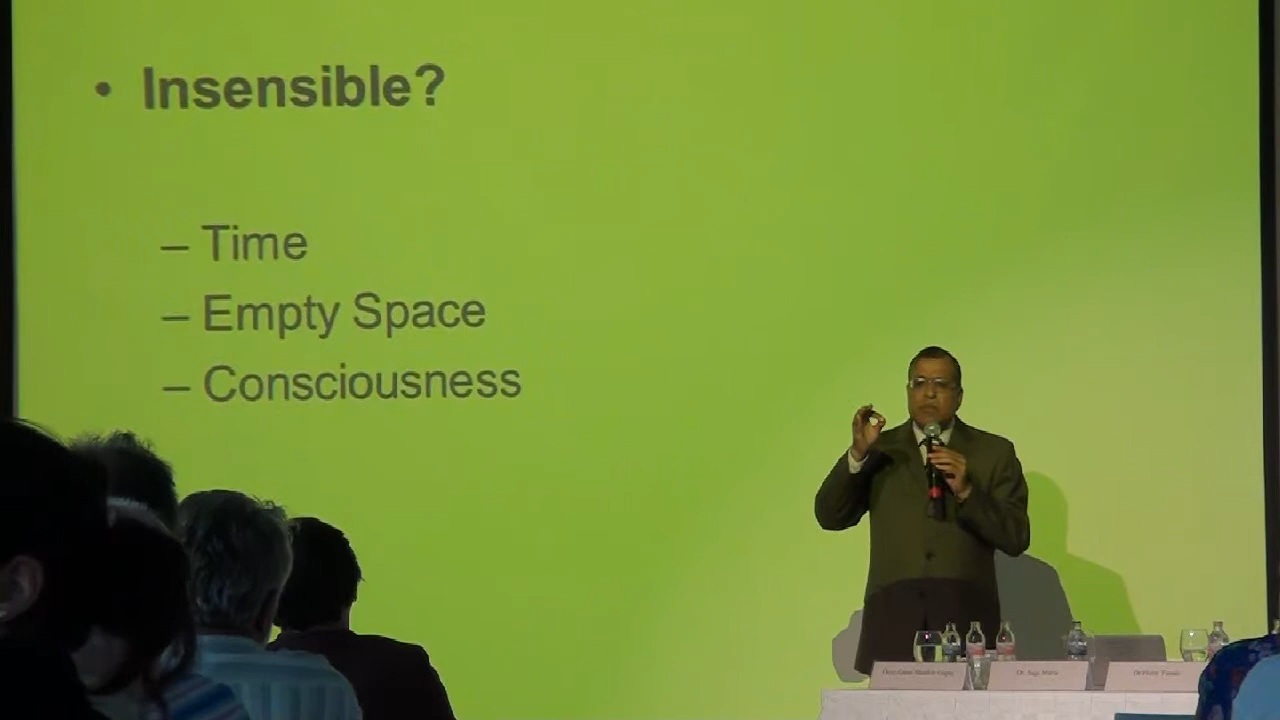 • Insensible?
– Time
– Empty Space
– Consciousness